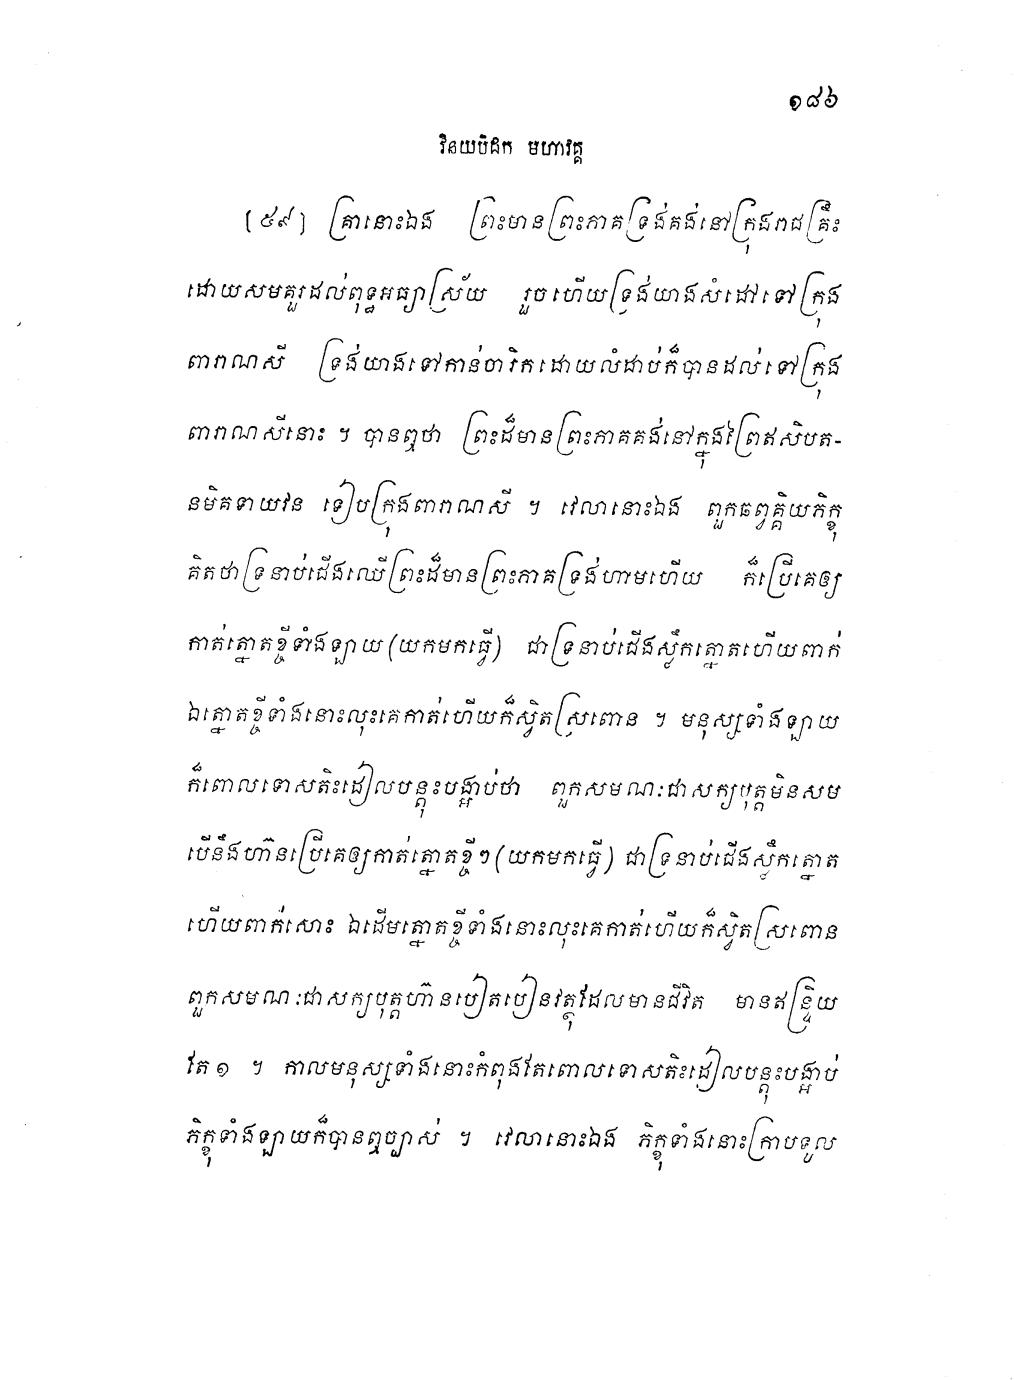 ១៨៦
វិនយបិដក មហាវគ្គ
[៥៩] គ្រានោះឯង ព្រះមានព្រះភាគទ្រង់គង់នៅក្រុងរាជគ្រឹះ
ដោយសមគួរដល់ពុទ្ធអធ្យាស្រ័យ រួចហើយទ្រង់យាងសំដៅទៅក្រុង
ពារាណសី ទ្រង់យាងទៅកាន់ចារិកដោយលំដាប់ក៏បានដល់ទៅក្រុង
ពារាណសីនោះ ។ បានឮថា ព្រះដ៏មានព្រះភាគគង់នៅក្នុងព្រៃឥសិបត-
នមិគទាយវន ទៀបក្រុងពារាណសី ។ វេលានោះឯង ពួកឆព្វគ្គិយភិក្ខុ
គិតថាទ្រនាប់ជើងឈើព្រះដ៏មានព្រះភាគទ្រង់ហាមហើយ ក៏ប្រើគេឲ្យ
កាត់ត្នោតខ្ចីទាំងឡាយ(យកមកធ្វើ) ជាទ្រនាប់ជើងស្លឹកត្នោតហើយពាក់
ឯត្នោតខ្ចីទាំងនោះលុះគេកាត់ហើយក៏ស្វិតស្រពោន ។ មនុស្សទាំងឡាយ
ក៏ពោលទោសតិះដៀលបន្តុះបង្អាប់ថា ពួកសមណៈជាសក្យបុត្តមិនសម
បើនឹងហ៊ានប្រើគេឲ្យកាត់ត្នោតខ្ចីៗ(យកមកធ្វើ) ជាទ្រនាប់ជើងស្លឹកត្នោត
ហើយពាក់សោះ ឯដើមត្នោតខ្ចីទាំងនោះលុះគេកាត់ហើយក៏ស្វិតស្រពោន
ពួកសមណៈជាសក្យបុត្តហ៊ានបៀតបៀនវត្ថុដែលមានជីវិត មានឥន្ទ្រិយ
តែ១ ។ កាលមនុស្សទាំងនោះកំពុងតែពោលទោសតិះដៀលបន្តុះបង្អាប់
ភិក្ខុទាំងឡាយក៏បានឮច្បាស់ ។ វេលានោះឯង ភិក្ខុទាំងនោះក្រាបទូល